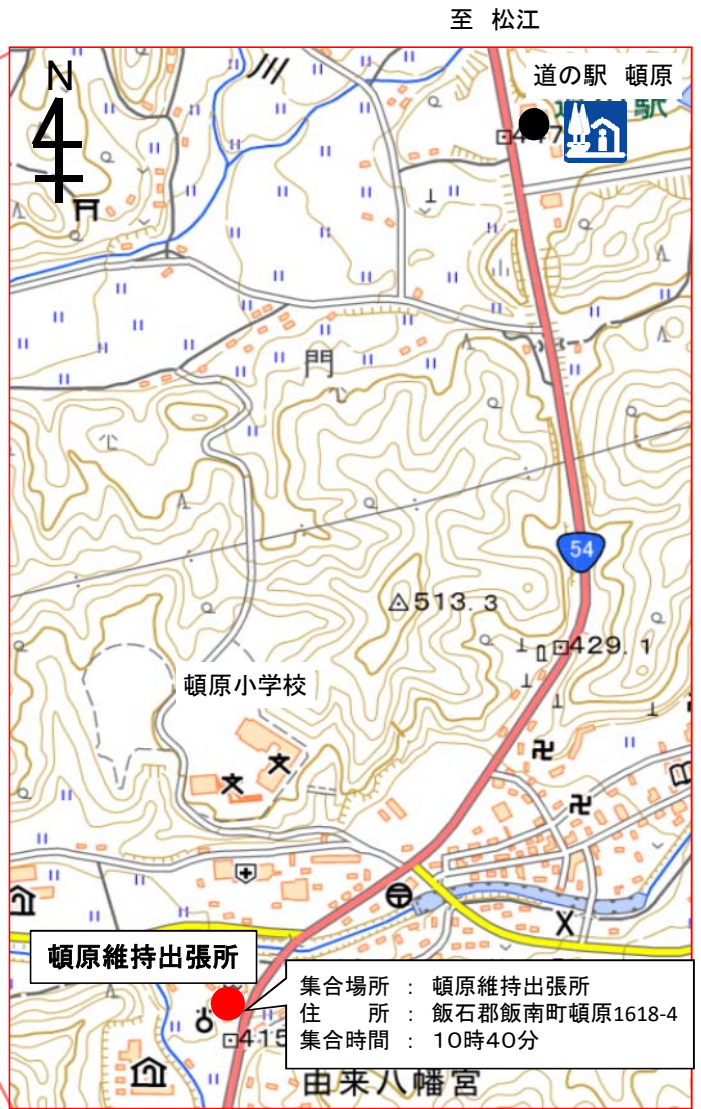 至 松江
N
川
道の駅 頓原
門
54
513.3
429.1
頓原小学校
頓原維持出張所
集合場所 : 頓原維持出張所
住 所 : 飯石郡飯南町頓原1618-4
集合時間 : 10時40分
415
由来八幡宮